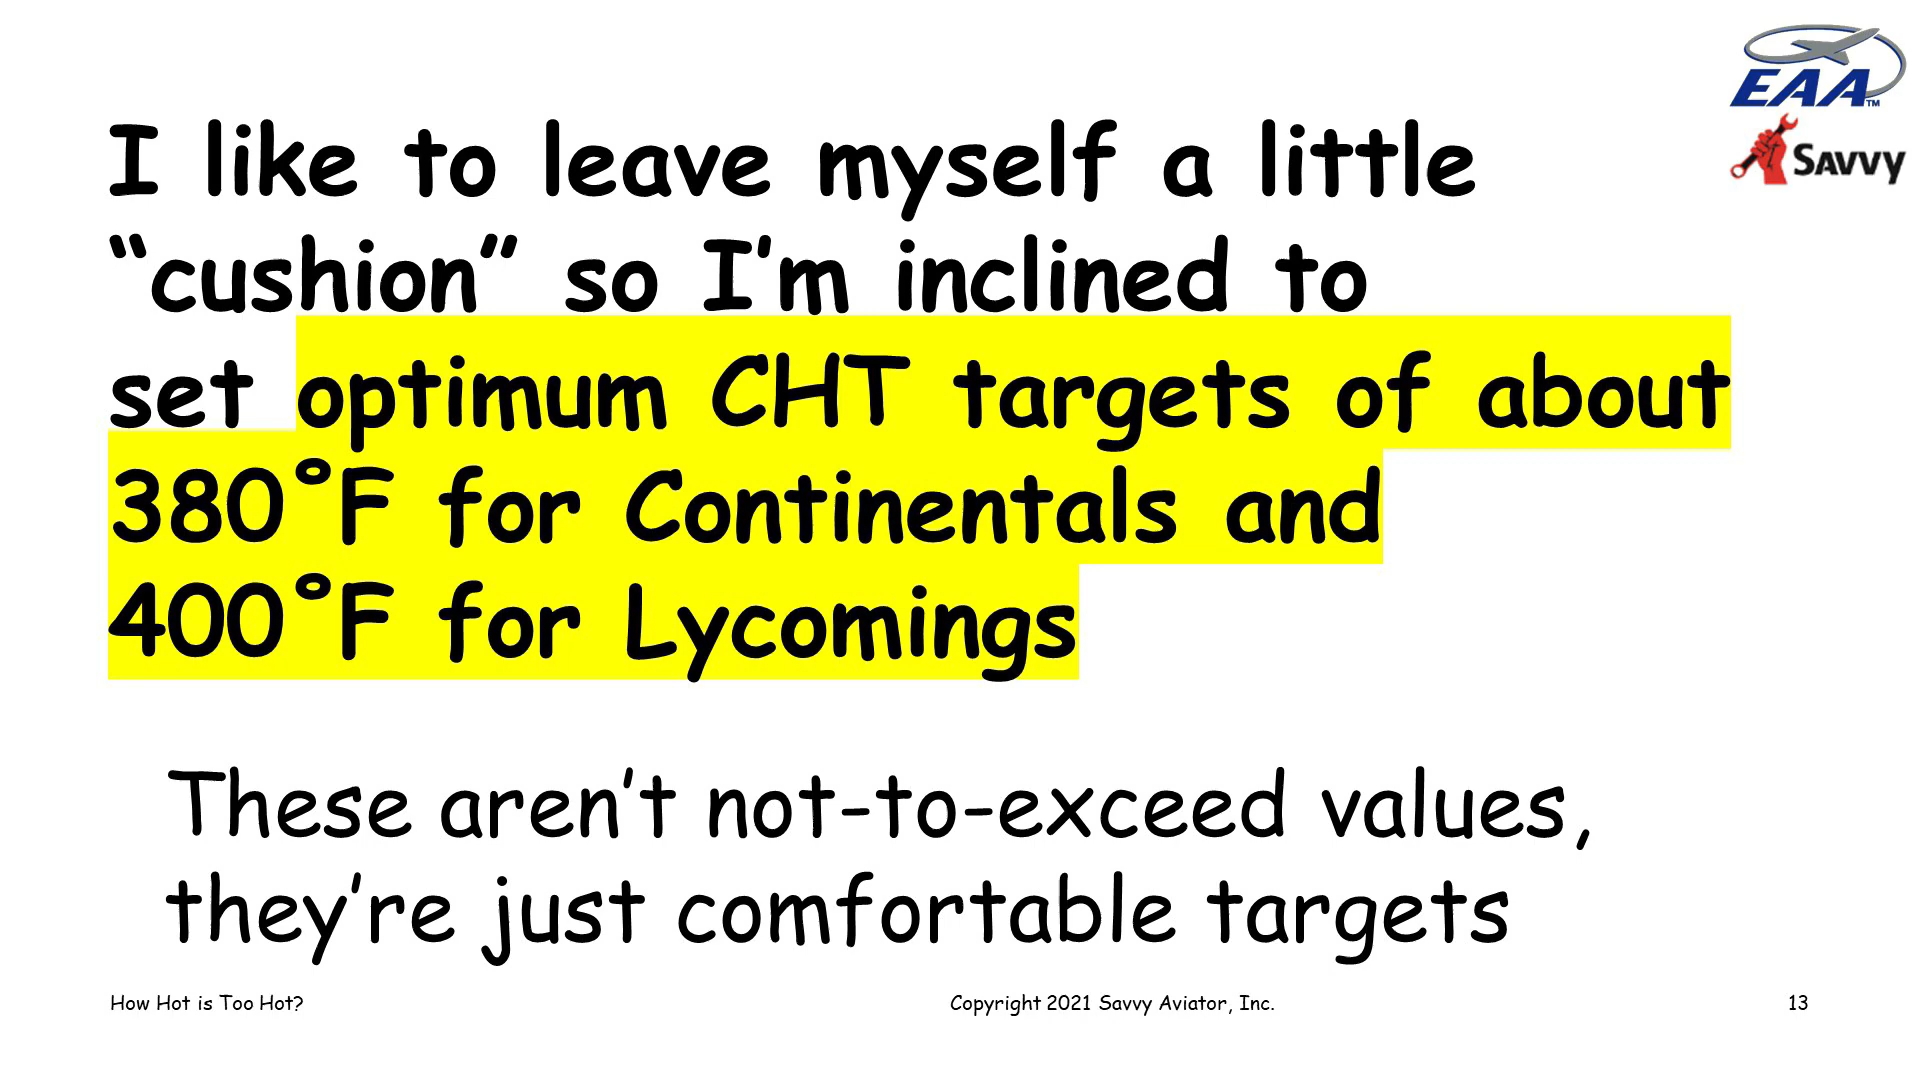 EAA™
SAVVY
I like to leave myself a little
“cushion” so I’m inclined to
set optimum CHT targets of about
380˚F for Continentals and
400˚F for Lycomings
These aren’t not-to-exceed values,
they’re just comfortable targets
How Hot is Too Hot?
Copyright 2021 Savvy Aviator, Inc.
13